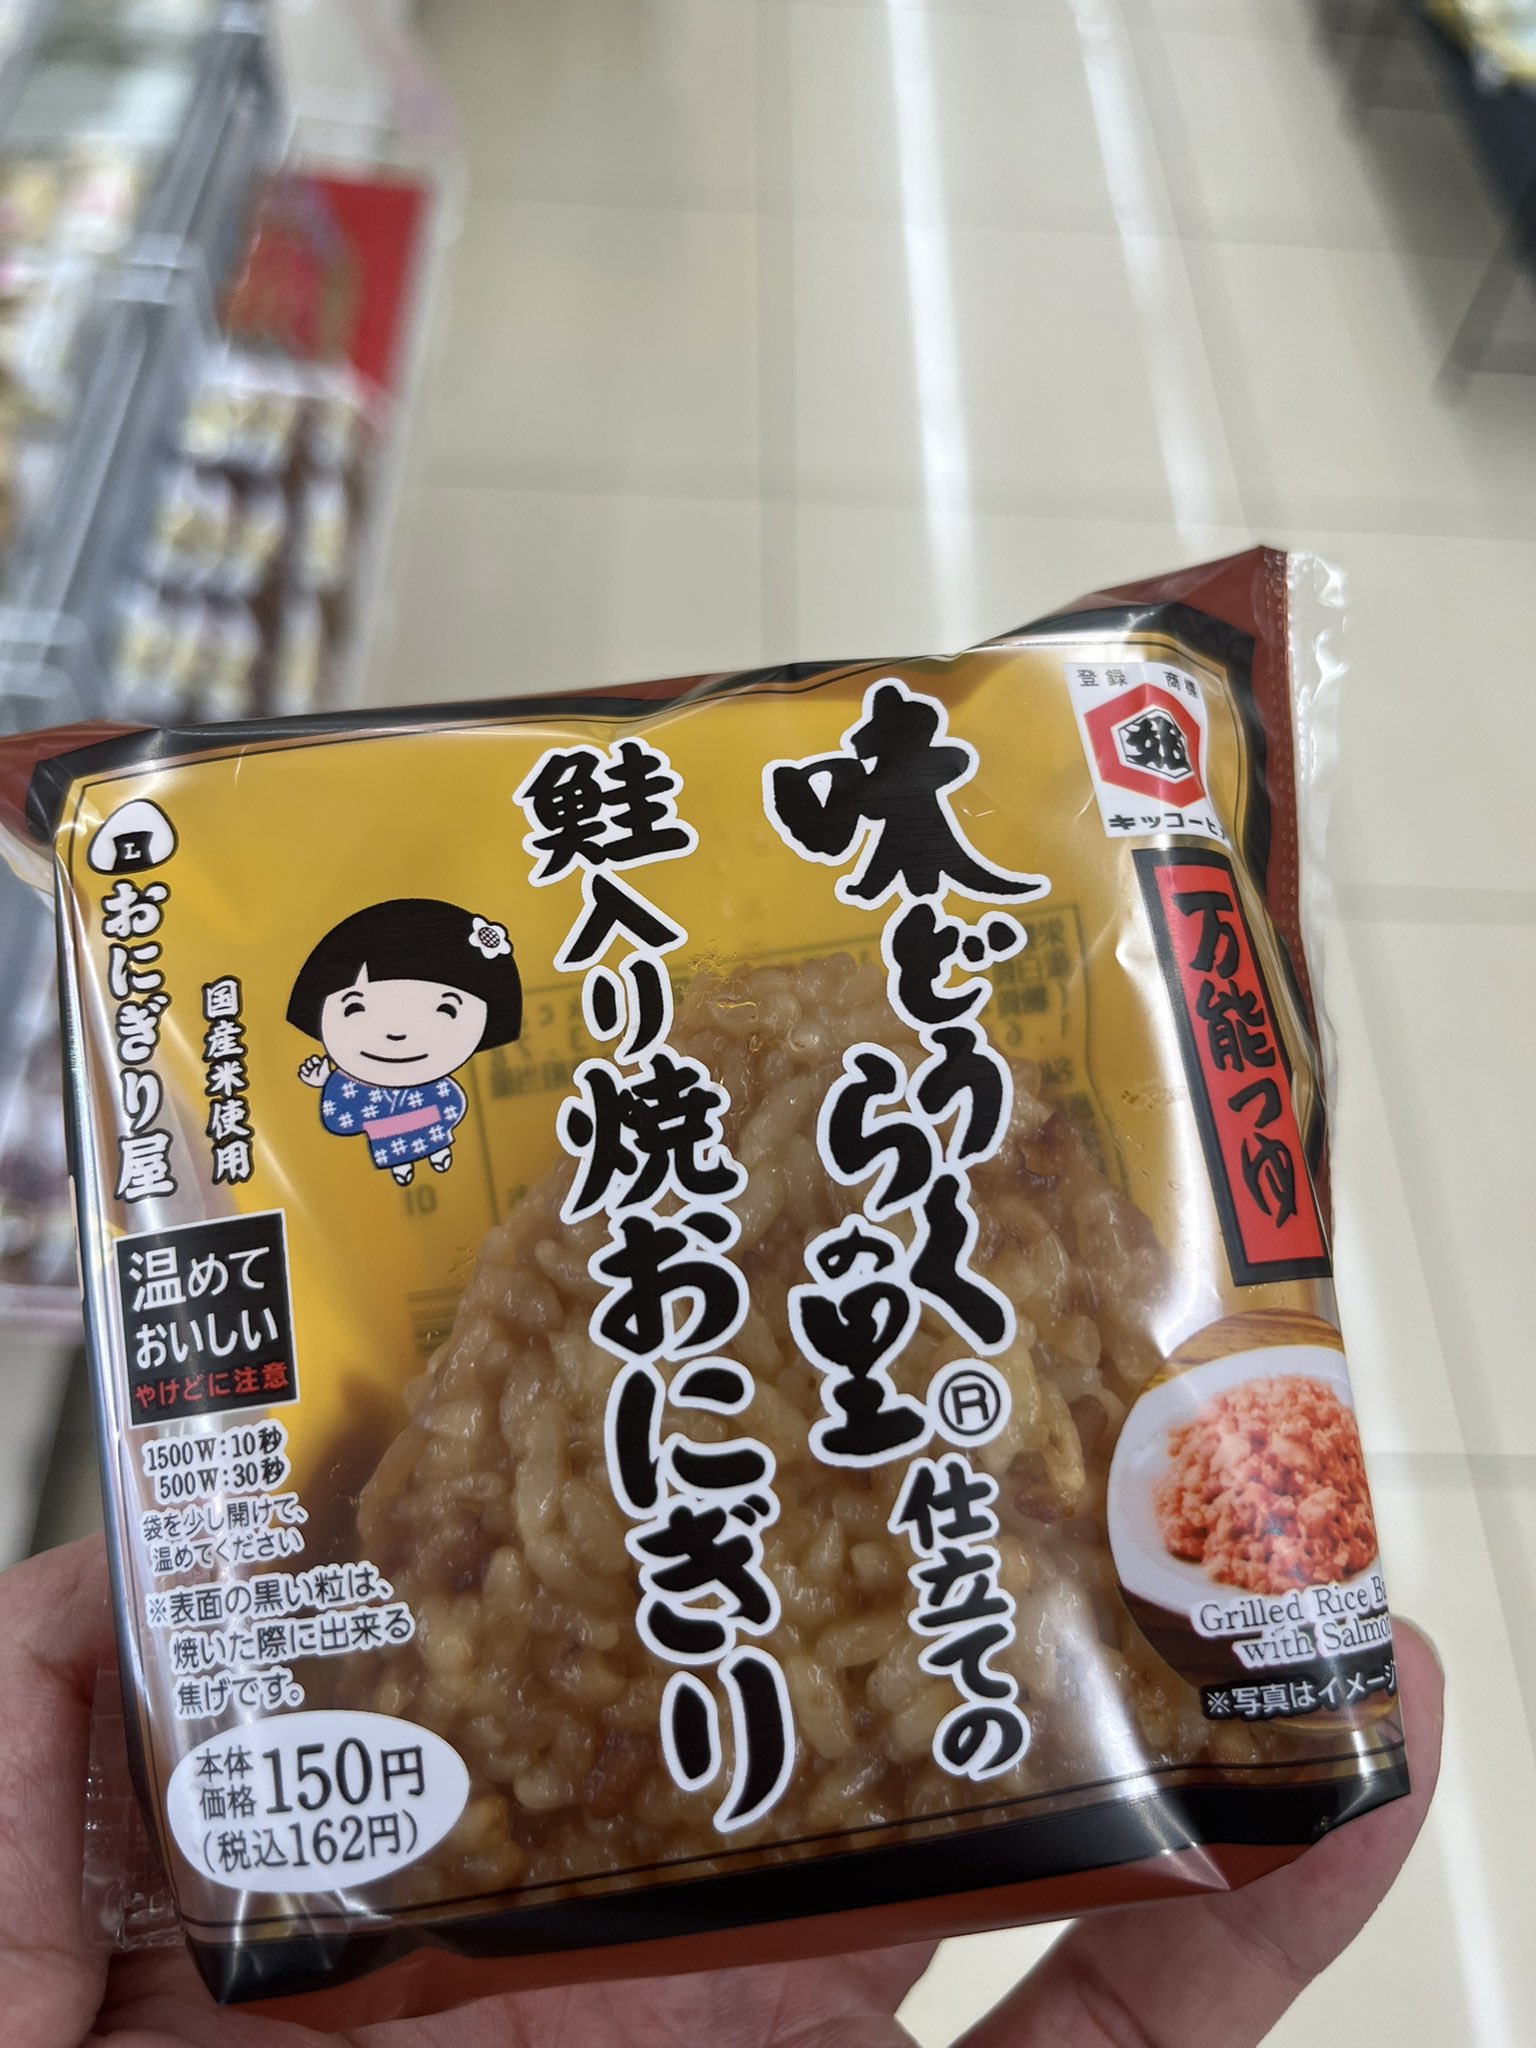 登録 商標
キッコーヒメ
万能つゆ
味どうらくの里®仕立ての
鮭入り焼おにぎり
L
おにぎり屋
国産米使用
温めて
おいしい
やけどに注意
1500W:10秒
500W:30秒
袋を少し開けて、
温めてください
※表面の黒い粒は、
焼いた際に出来る
焦げです。
本体
価格150円
(税込162円)
Grilled Rice
with Salmon
※写真はイメージ